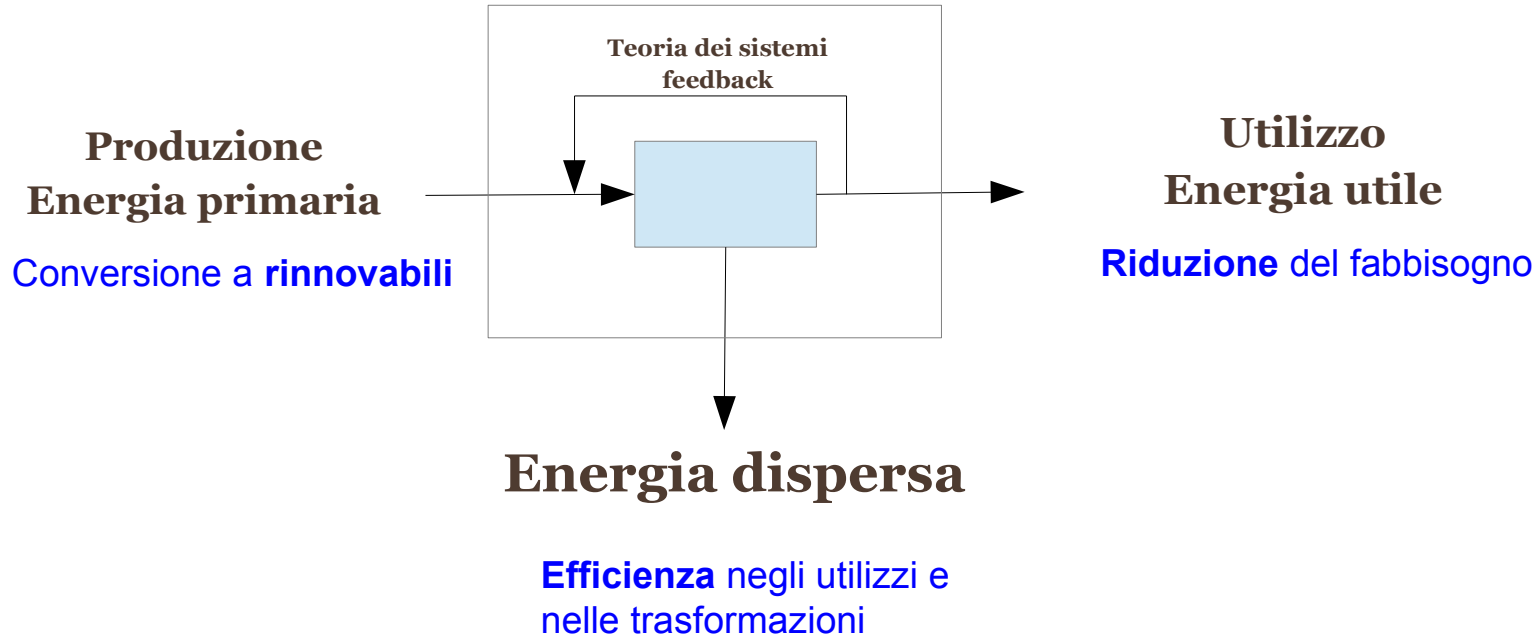 Teoria dei sistemi
feedback
Produzione
Energia primaria
Conversione a rinnovabili
Utilizzo
Energia utile
Riduzione del fabbisogno
Energia dispersa
Efficienza negli utilizzi e
nelle trasformazioni